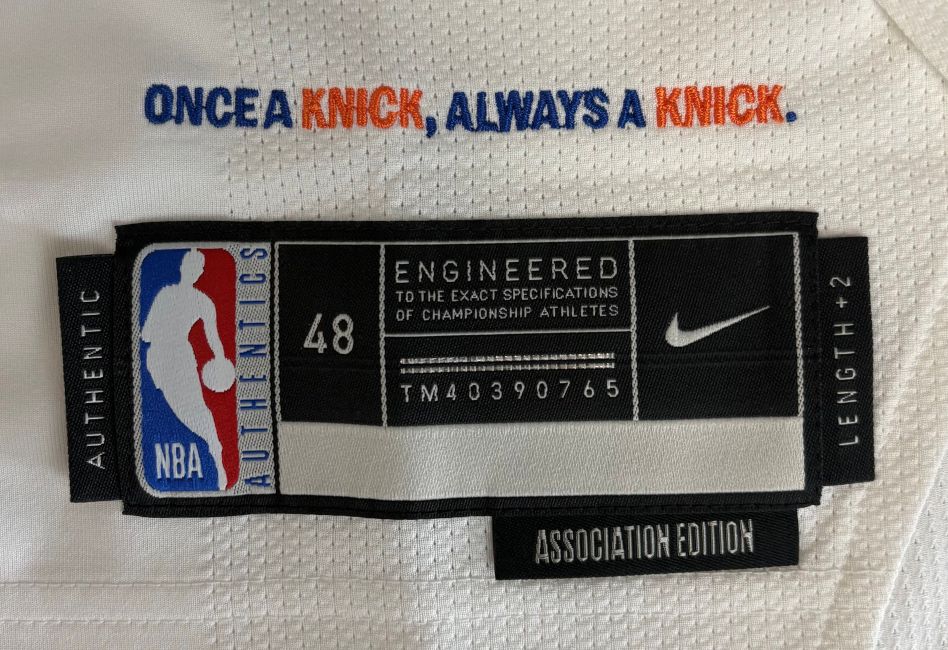 ONCE A KNICK, ALWAYS A KNICK.
AUTHENTIC
NBA
AUTHENTICS
48
ENGINEERED
TO THE EXACT SPECIFICATIONS
OF CHAMPIONSHIP ATHLETES
TM40390765
LENGTH +2
ASSOCIATION EDITION